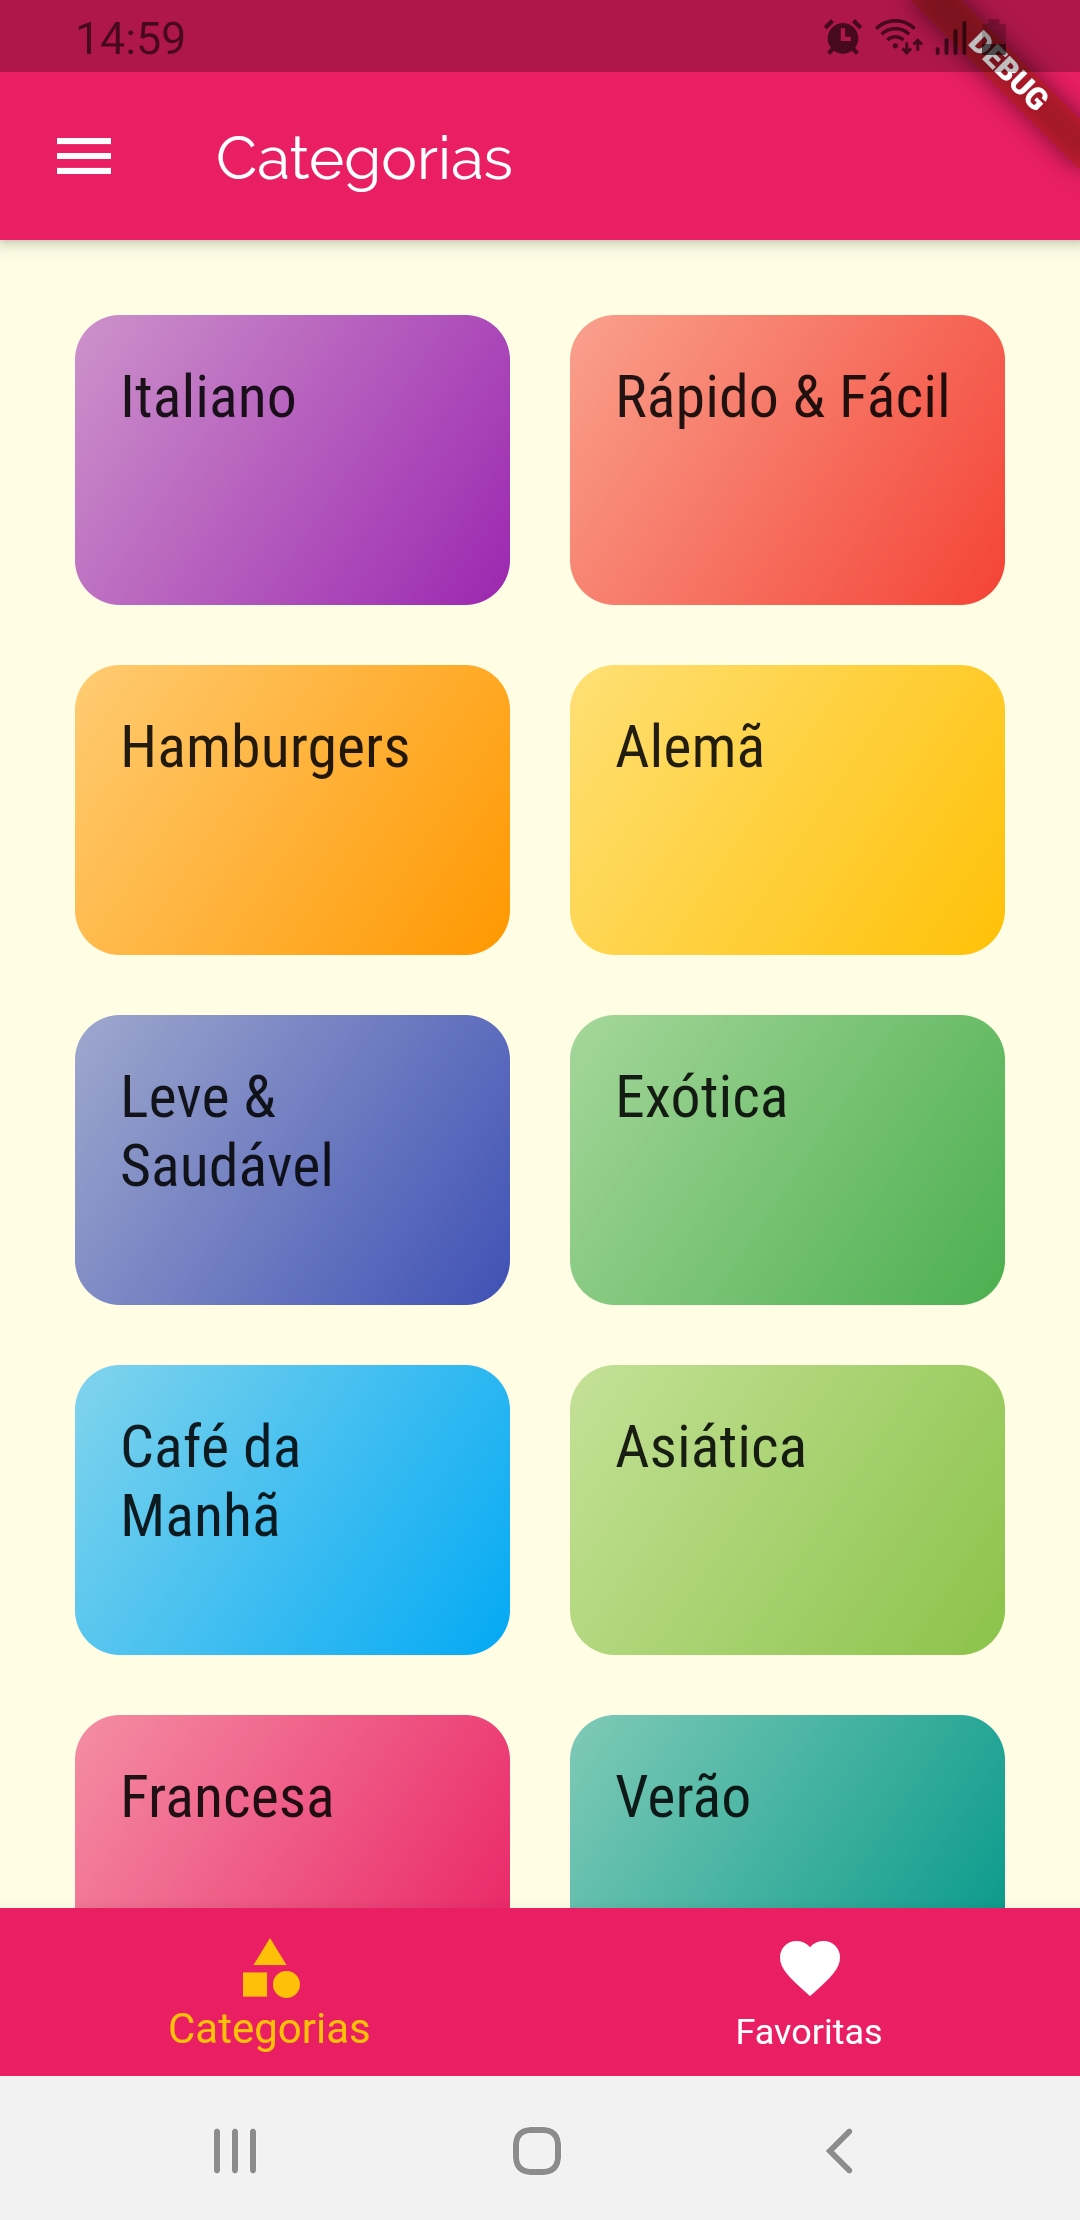 14:59
DEBUG
Categorias
Italiano
Rápido & Fácil
Hamburgers
Alemã
Leve &
Saudável
Exótica
Café da
Manhã
Asiática
Francesa
Verão
Categorias
Favoritas